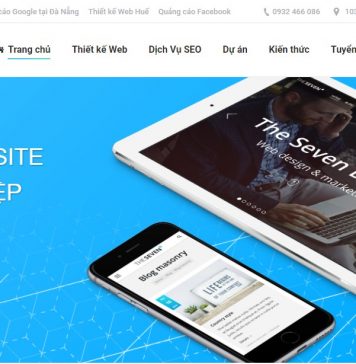 cáo Google tại Đà Nẵng Thiết kế Web Huế Quảng cáo Facebook 0932 466 086 103
Trang chủ Thiết kế Web Dịch Vụ SEO Dự án Kiến thức Tuyển
SITE
ỆP
The Seven
Web design & market
THE SEVEN
Blog masonry
LIFE
Country style